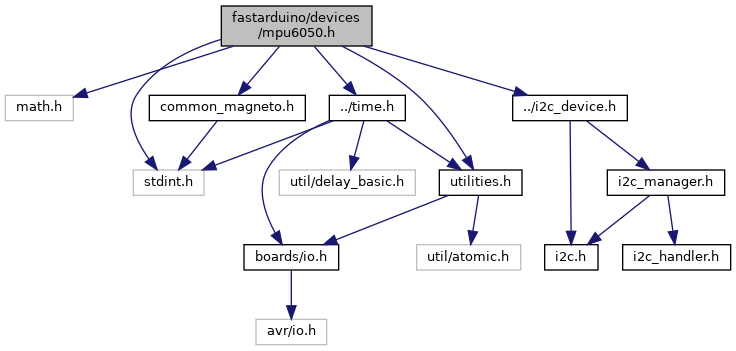 fastarduino/devices
/mpu6050.h
math.h
common_magneto.h
../time.h
../i2c_device.h
stdint.h
util/delay_basic.h
utilities.h
i2c_manager.h
boards/io.h
util/atomic.h
i2c.h
i2c_handler.h
avr/io.h